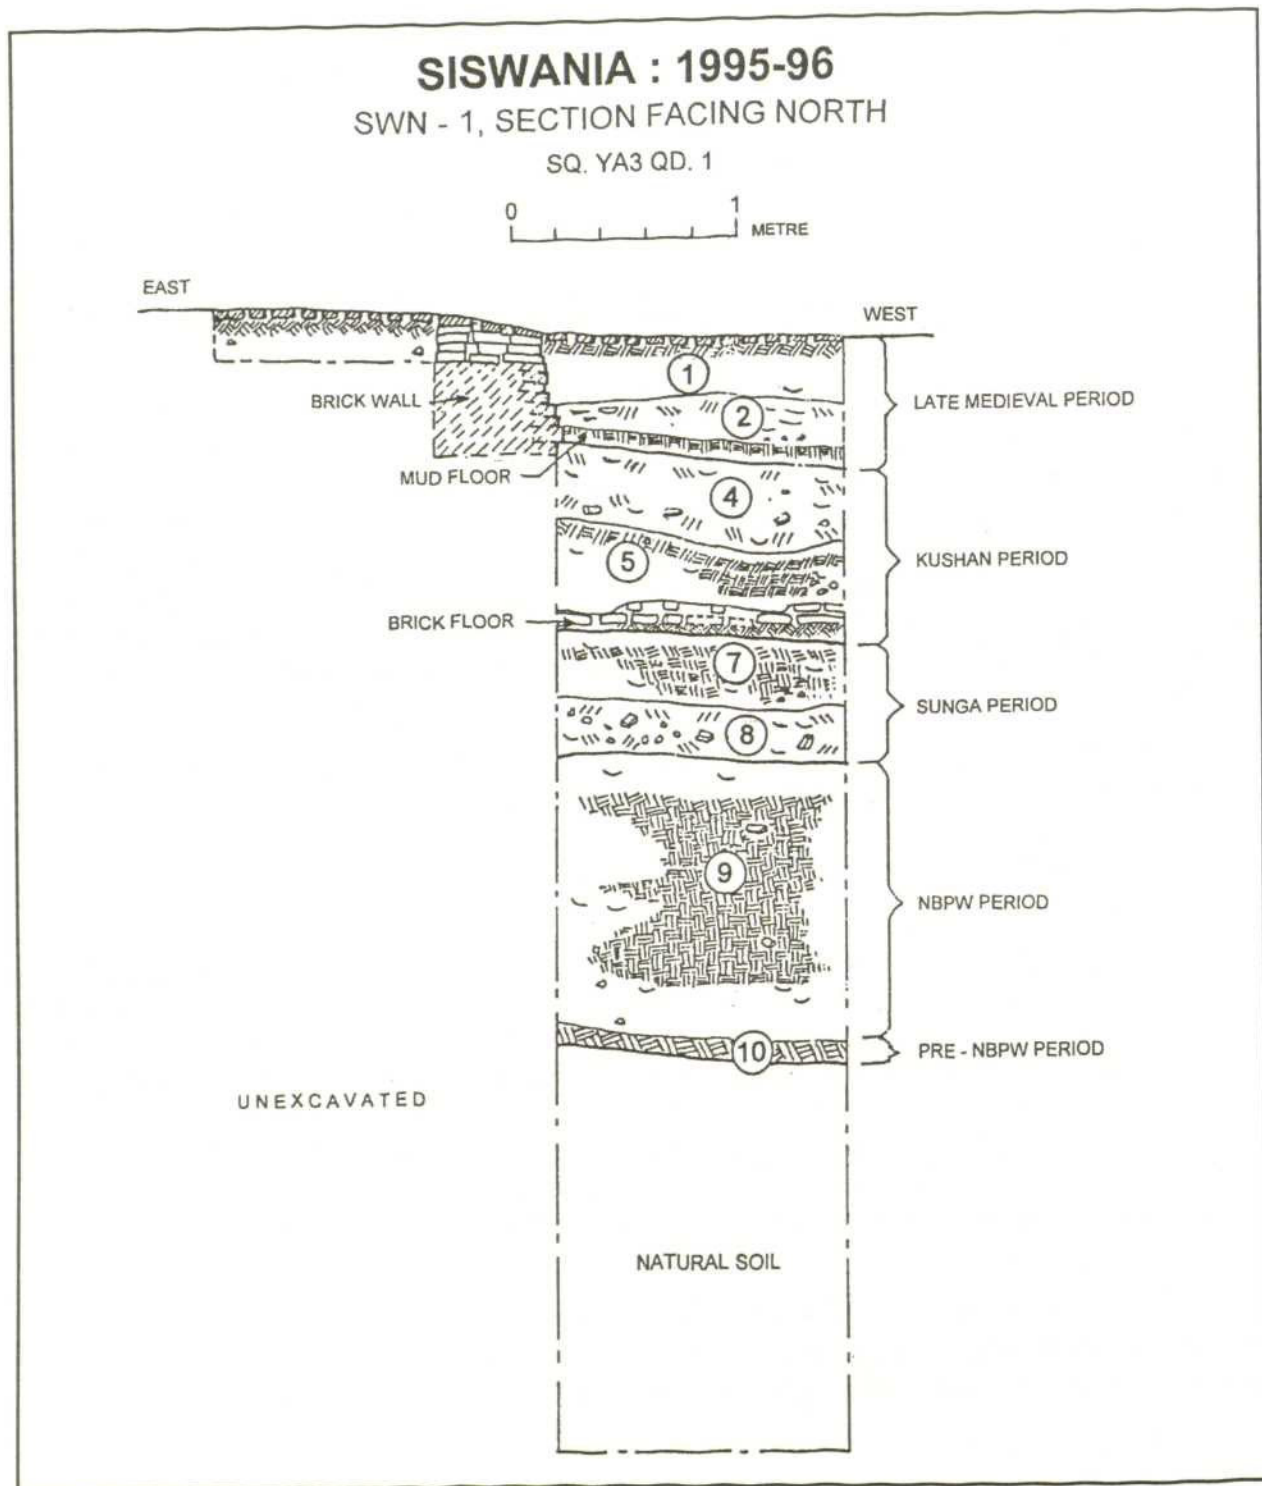 SISWANIA : 1995-96
SWN - 1, SECTION FACING NORTH
SQ. YA3 QD. 1
0 1
METRE
EAST
WEST
1
BRICK WALL
2
LATE MEDIEVAL PERIOD
MUD FLOOR
4
5
KUSHAN PERIOD
BRICK FLOOR
7
SUNGA PERIOD
8
9
NBPW PERIOD
10
PRE - NBPW PERIOD
UNEXCAVATED
NATURAL SOIL